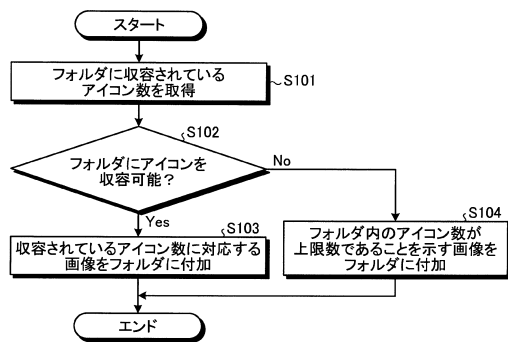 スタート
フォルダに収容されている
アイコン数を取得
S101
S102
フォルダにアイコンを
収容可能？
No
Yes
S103
収容されているアイコン数に対応する
画像をフォルダに付加
S104
フォルダ内のアイコン数が
上限数であることを示す画像を
フォルダに付加
エンド